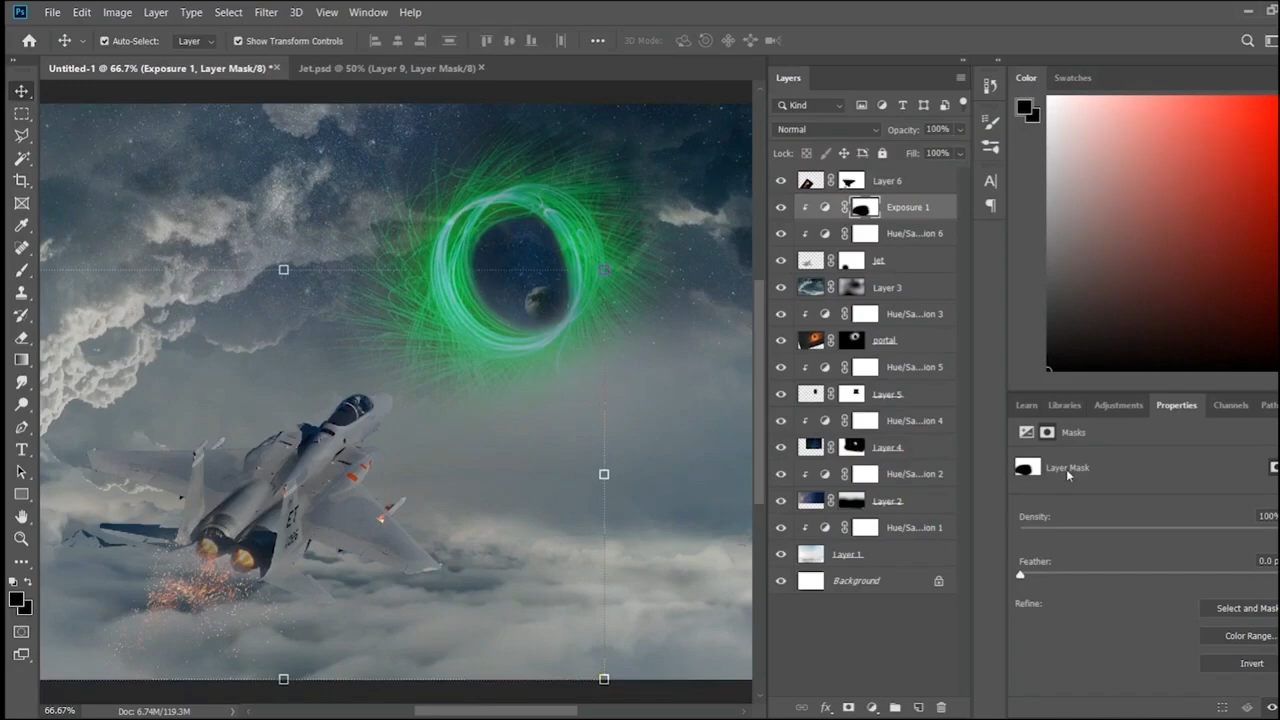 Ps File Edit Image Layer Type Select Filter 3D View Window Help
Auto-Select: Layer Show Transform Controls 3D Mode:
Untitled-1 @ 66.7% (Exposure 1, Layer Mask/8) * Jet.psd @ 50% (Layer 9, Layer Mask/8)
Layers
Kind
Normal Opacity: 100%
Lock: Fill: 100%
Layer 6
Exposure 1
Hue/Sa...ion 6
jet
Layer 3
Hue/Sa...ion 3
portal
Hue/Sa...ion 5
Layer 5
Hue/Sa...ion 4
Layer 4
Hue/Sa...ion 2
Layer 2
Hue/Sa...ion 1
Layer 1
Background
Color Swatches
Learn Libraries Adjustments Properties Channels Path
Masks
Layer Mask
Density: 100%
Feather: 0.0 p
Refine: Select and Mask
Color Range...
Invert
ET
66.67% Doc: 6.74M/119.3M